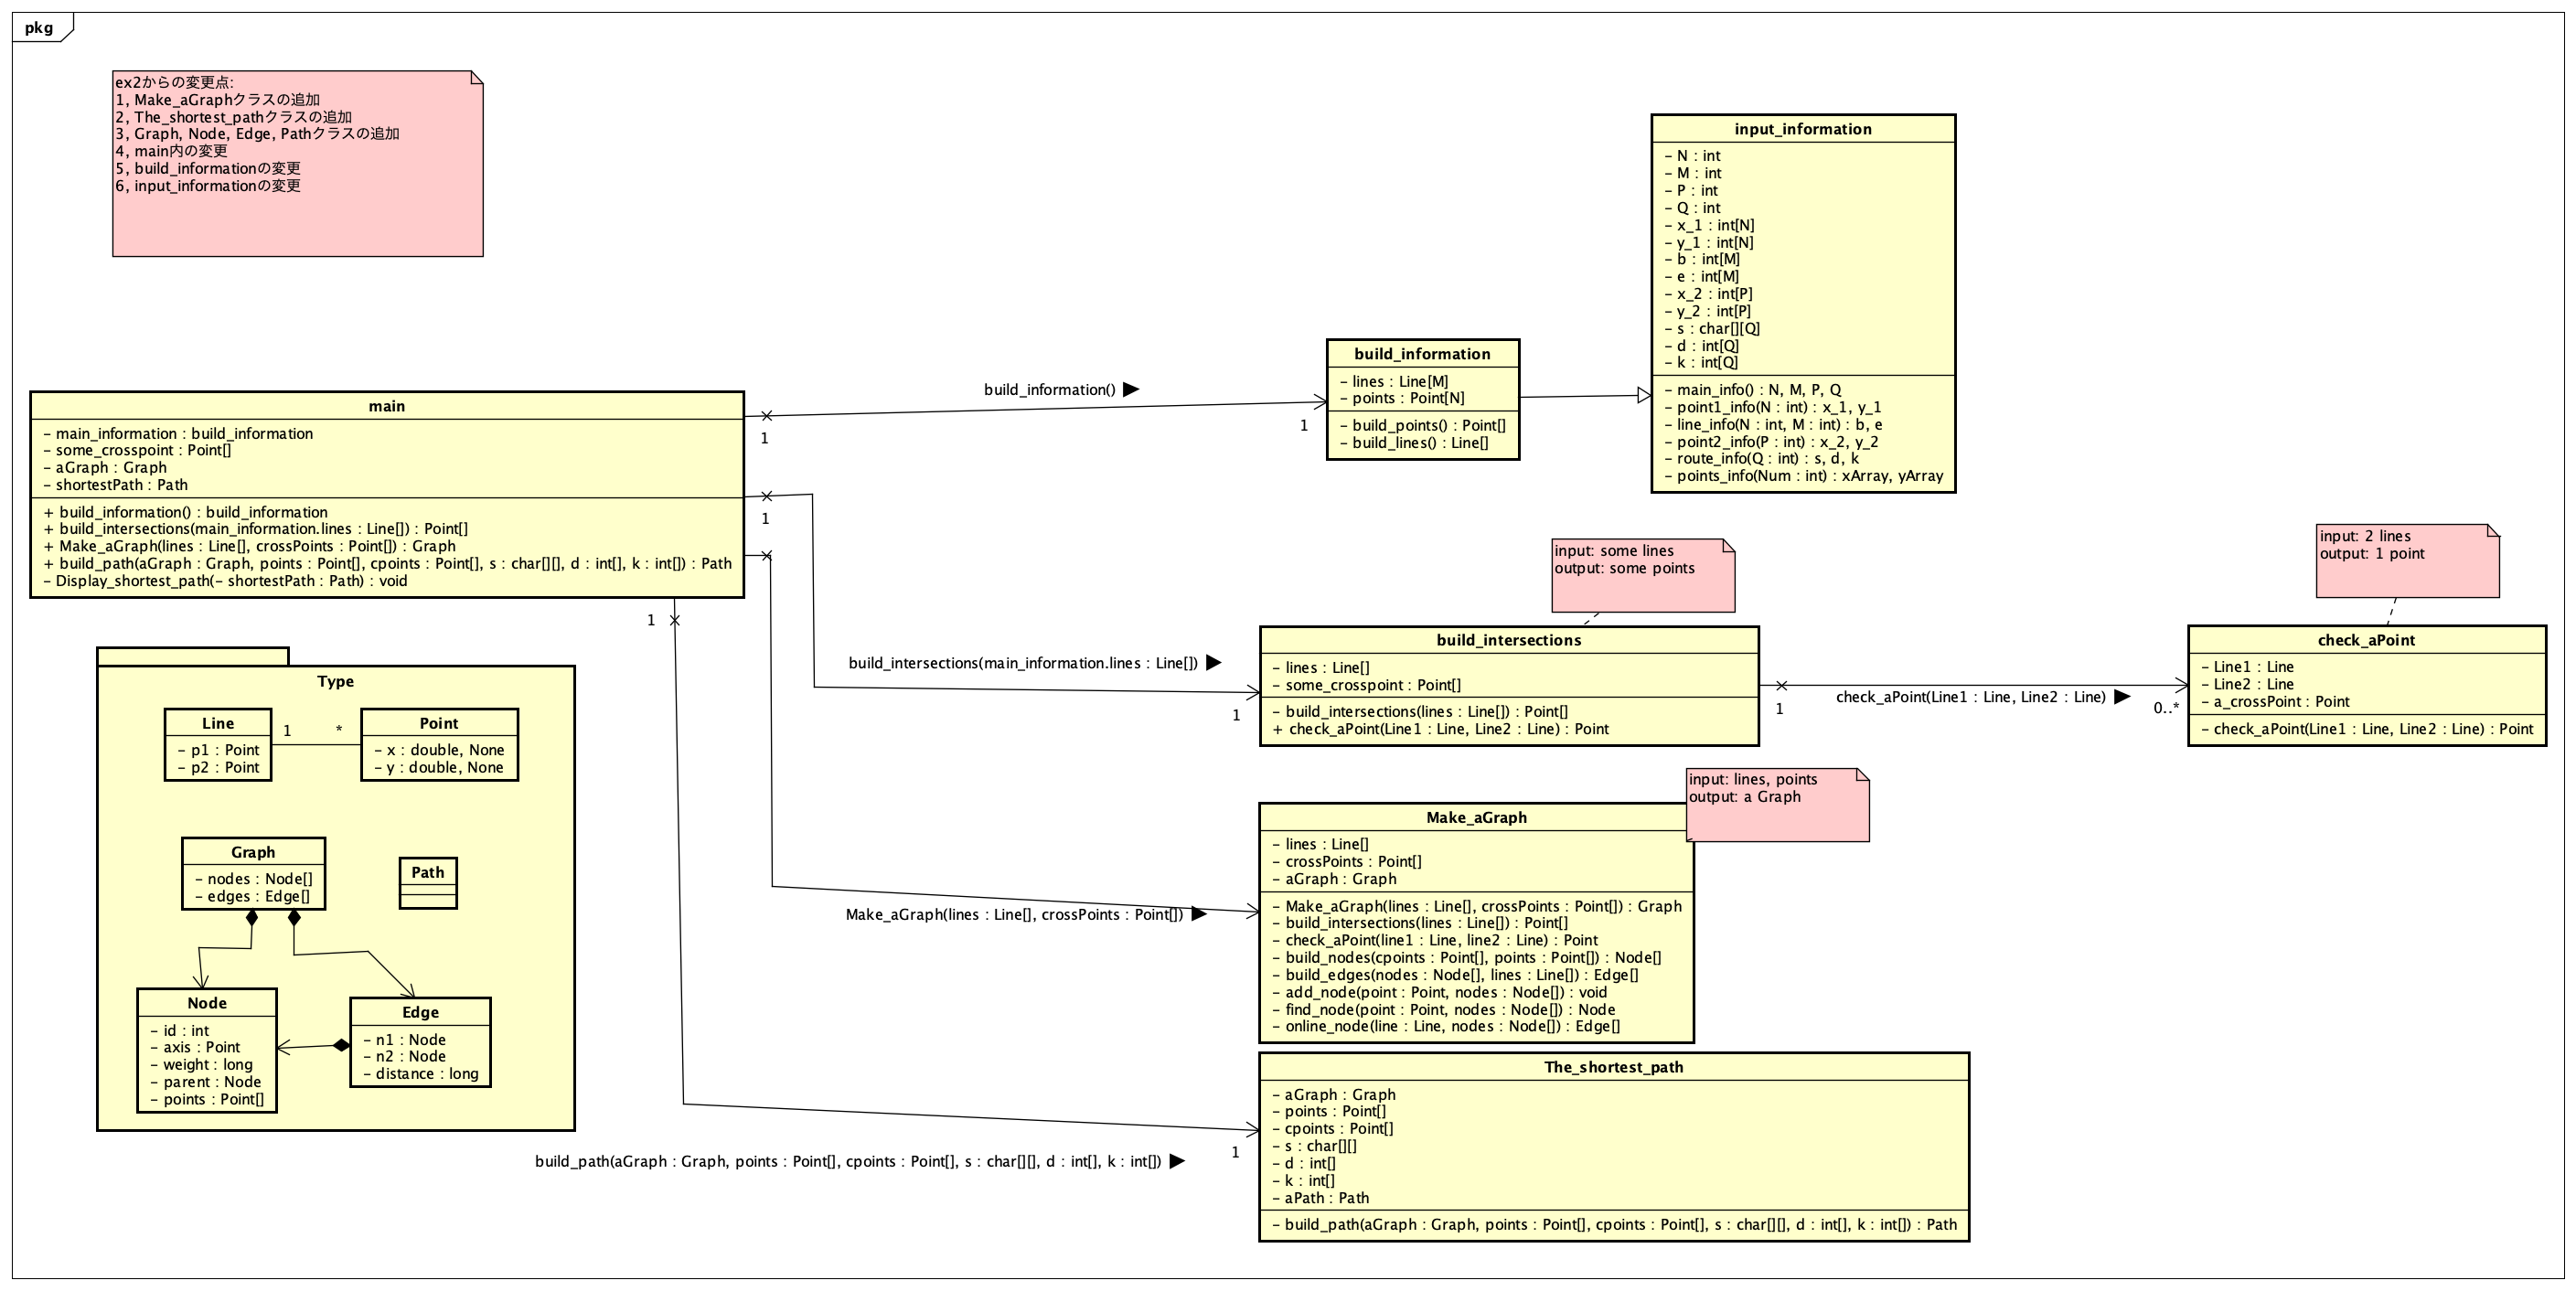 pkg
ex2からの変更点:
1, Make_aGraphクラスの追加
2, The_shortest_pathクラスの追加
3, Graph, Node, Edge, Pathクラスの追加
4, main内の変更
5, build_informationの変更
6, input_informationの変更
input_information
– N : int
– M : int
– P : int
– Q : int
– x_1 : int[N]
– y_1 : int[N]
– b : int[M]
– e : int[M]
– x_2 : int[P]
– y_2 : int[P]
– s : char[][Q]
– d : int[Q]
– k : int[Q]
– main_info() : N, M, P, Q
– point1_info(N : int) : x_1, y_1
– line_info(N : int, M : int) : b, e
– point2_info(P : int) : x_2, y_2
– route_info(Q : int) : s, d, k
– points_info(Num : int) : xArray, yArray
build_information
– lines : Line[M]
– points : Point[N]
– build_points() : Point[]
– build_lines() : Line[]
build_information() ▶
1
1
main
– main_information : build_information
– some_crosspoint : Point[]
– aGraph : Graph
– shortestPath : Path
+ build_information() : build_information
+ build_intersections(main_information.lines : Line[]) : Point[]
+ Make_aGraph(lines : Line[], crossPoints : Point[]) : Graph
+ build_path(aGraph : Graph, points : Point[], cpoints : Point[], s : char[][], d : int[], k : int[]) : Path
– Display_shortest_path(– shortestPath : Path) : void
1
1
input: some lines
output: some points
input: 2 lines
output: 1 point
build_intersections(main_information.lines : Line[]) ▶
1
build_intersections
– lines : Line[]
– some_crosspoint : Point[]
– build_intersections(lines : Line[]) : Point[]
+ check_aPoint(Line1 : Line, Line2 : Line) : Point
1
check_aPoint(Line1 : Line, Line2 : Line) ▶
0..*
check_aPoint
– Line1 : Line
– Line2 : Line
– a_crossPoint : Point
– check_aPoint(Line1 : Line, Line2 : Line) : Point
Type
Line
– p1 : Point
– p2 : Point
1
*
Point
– x : double, None
– y : double, None
Graph
– nodes : Node[]
– edges : Edge[]
Path
Node
– id : int
– axis : Point
– weight : long
– parent : Node
– points : Point[]
Edge
– n1 : Node
– n2 : Node
– distance : long
input: lines, points
output: a Graph
Make_aGraph(lines : Line[], crossPoints : Point[]) ▶
Make_aGraph
– lines : Line[]
– crossPoints : Point[]
– aGraph : Graph
– Make_aGraph(lines : Line[], crossPoints : Point[]) : Graph
– build_intersections(lines : Line[]) : Point[]
– check_aPoint(line1 : Line, line2 : Line) : Point
– build_nodes(cpoints : Point[], points : Point[]) : Node[]
– build_edges(nodes : Node[], lines : Line[]) : Edge[]
– add_node(point : Point, nodes : Node[]) : void
– find_node(point : Point, nodes : Node[]) : Node
– online_node(line : Line, nodes : Node[]) : Edge[]
build_path(aGraph : Graph, points : Point[], cpoints : Point[], s : char[][], d : int[], k : int[]) ▶
1
The_shortest_path
– aGraph : Graph
– points : Point[]
– cpoints : Point[]
– s : char[][]
– d : int[]
– k : int[]
– aPath : Path
– build_path(aGraph : Graph, points : Point[], cpoints : Point[], s : char[][], d : int[], k : int[]) : Path